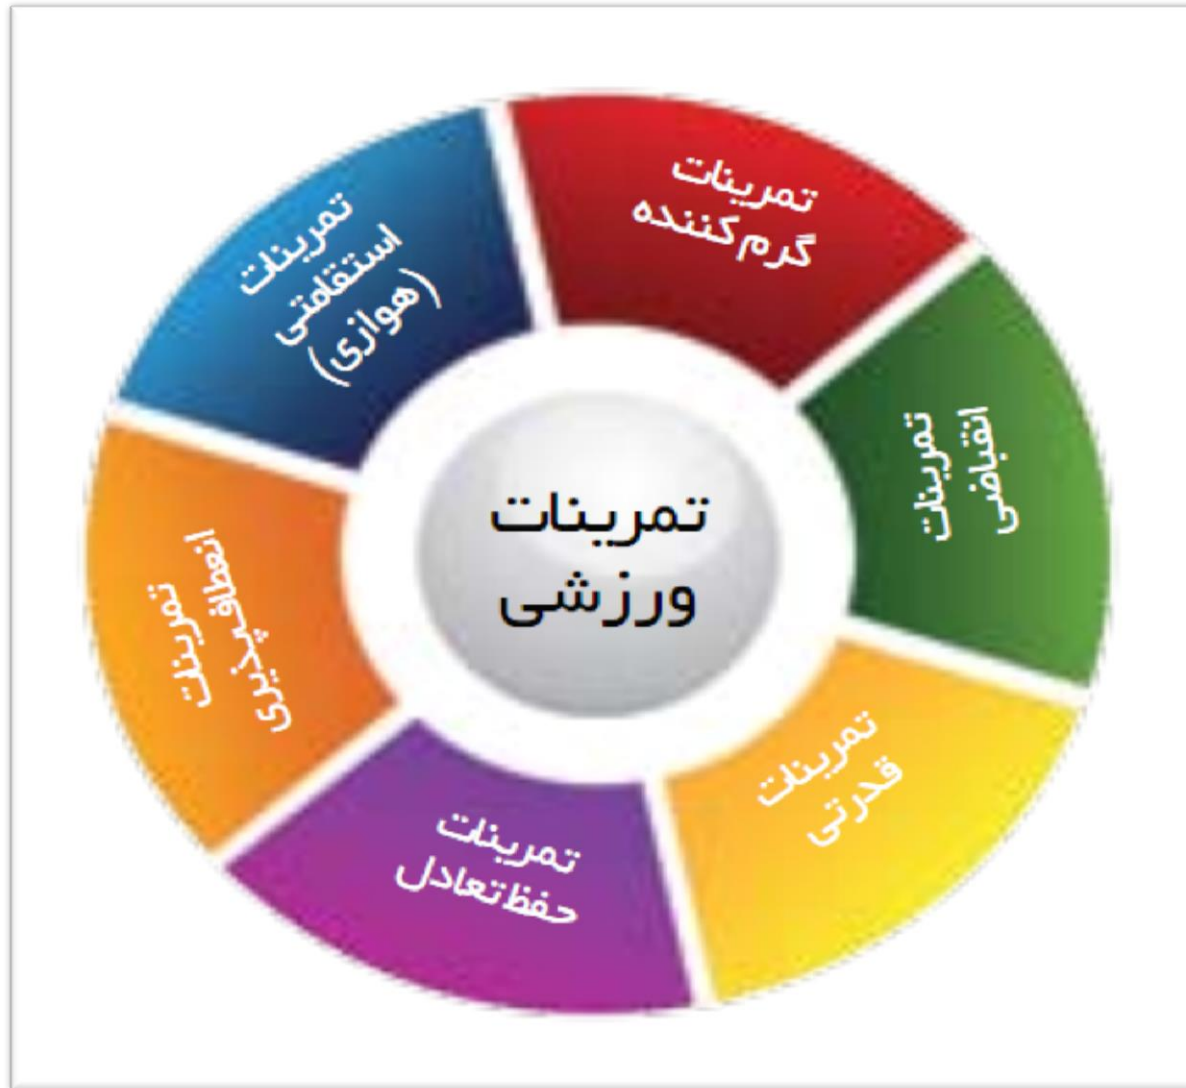 تمرینات
ورزشی
تمرینات
گرم‌کننده
تمرینات
انقباضی
تمرینات
قدرتی
تمرینات
حفظ تعادل
تمرینات
انعطاف‌پذیری
تمرینات
استقامتی
(هوازی)